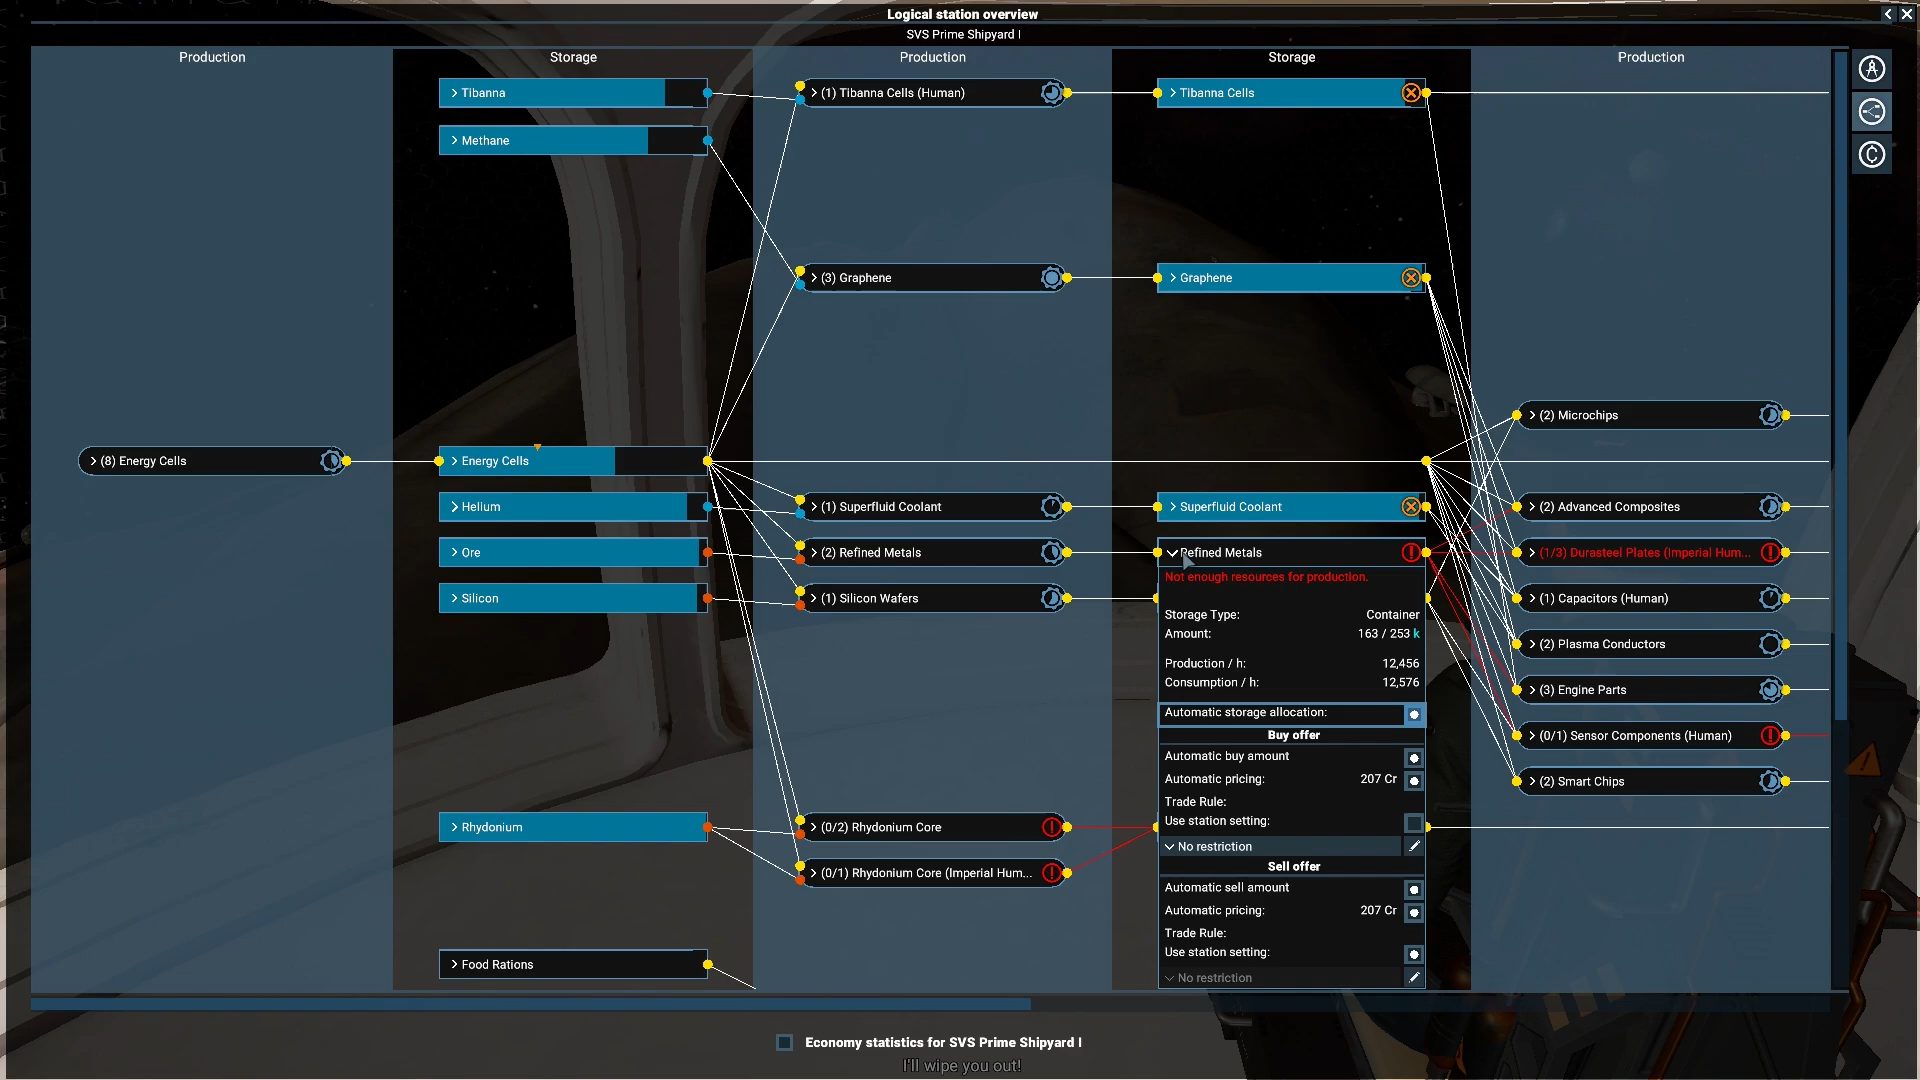 Logical station overview
SVS Prime Shipyard I
Production
Storage
Production
Storage
Production
Tibanna
(1) Tibanna Cells (Human)
Tibanna Cells
Methane
(3) Graphene
Graphene
(2) Microchips
(8) Energy Cells
Energy Cells
Helium
(1) Superfluid Coolant
Superfluid Coolant
(2) Advanced Composites
Ore
(2) Refined Metals
Refined Metals
(1/3) Durasteel Plates (Imperial Hum...
Not enough resources for production.
Silicon
(1) Silicon Wafers
(1) Capacitors (Human)
Storage Type: Container
Amount: 163 / 253 k
(2) Plasma Conductors
Production / h: 12,456
Consumption / h: 12,576
(3) Engine Parts
Automatic storage allocation:
Buy offer
(0/1) Sensor Components (Human)
Automatic buy amount
Automatic pricing: 207 Cr
(2) Smart Chips
Trade Rule:
Use station setting:
Rhydonium
(0/2) Rhydonium Core
No restriction
Sell offer
(0/1) Rhydonium Core (Imperial Hum...
Automatic sell amount
Automatic pricing: 207 Cr
Trade Rule:
Use station setting:
Food Rations
No restriction
Economy statistics for SVS Prime Shipyard I
I'll wipe you out!